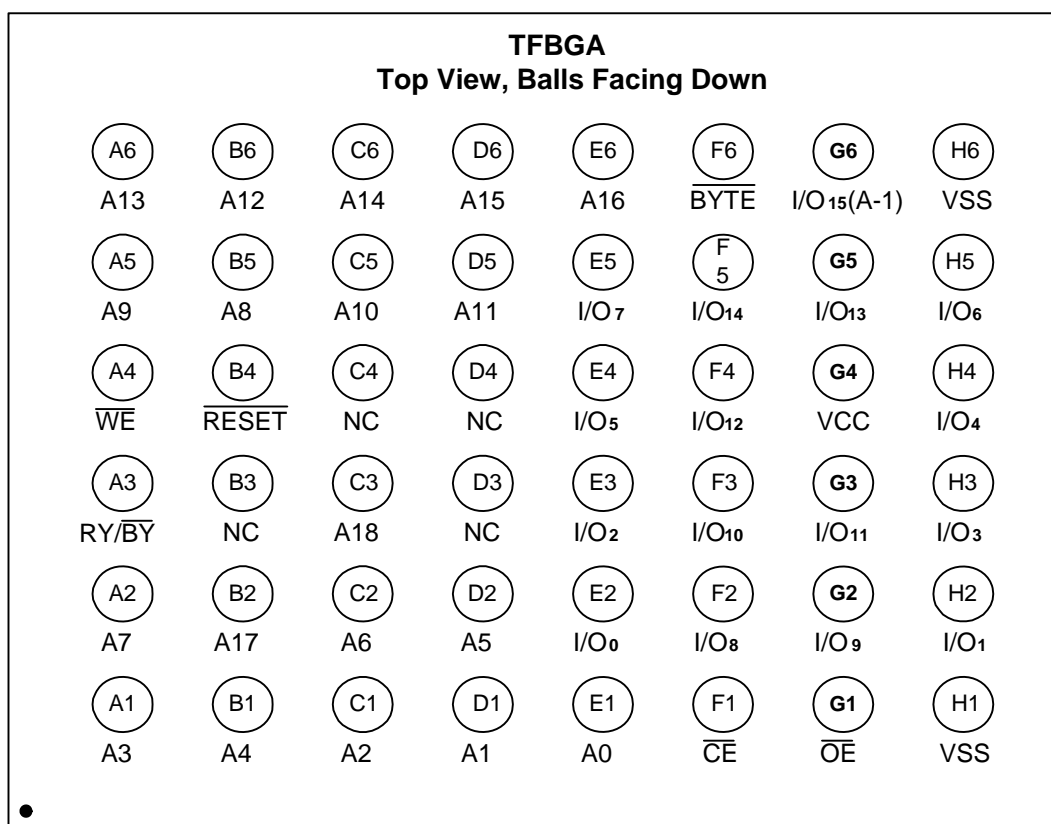 TFBGA
Top View, Balls Facing Down
A6 B6 C6 D6 E6 F6 G6 H6
A13 A12 A14 A15 A16 BYTE I/O15(A-1) VSS
A5 B5 C5 D5 E5 F5 G5 H5
A9 A8 A10 A11 I/O7 I/O14 I/O13 I/O6
A4 B4 C4 D4 E4 F4 G4 H4
WE RESET NC NC I/O5 I/O12 VCC I/O4
A3 B3 C3 D3 E3 F3 G3 H3
RY/BY NC A18 NC I/O2 I/O10 I/O11 I/O3
A2 B2 C2 D2 E2 F2 G2 H2
A7 A17 A6 A5 I/O0 I/O8 I/O9 I/O1
A1 B1 C1 D1 E1 F1 G1 H1
A3 A4 A2 A1 A0 CE OE VSS